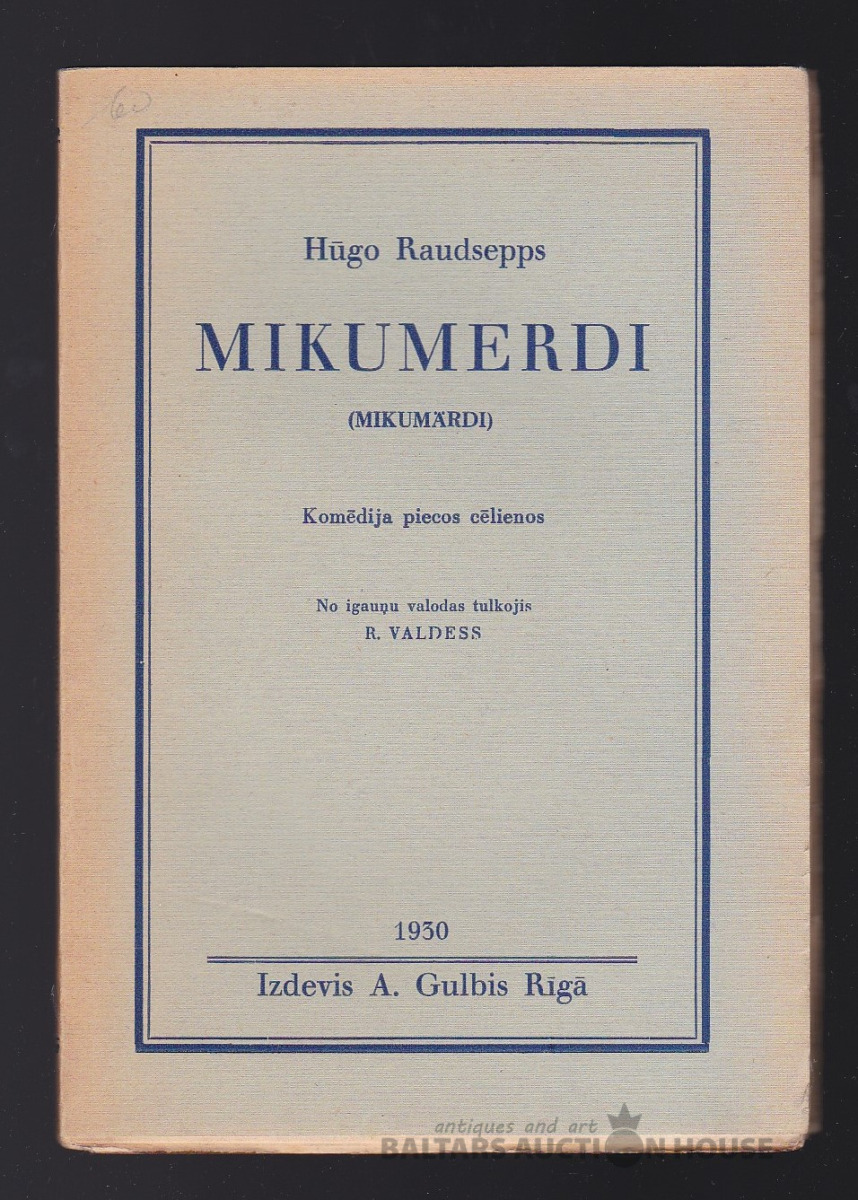 60
Hūgo Raudsepps
MIKUMERDI
(MIKUMÄRDI)
Komēdija piecos cēlienos
No igauņu valodas tulkojis
R. VALDESS
1930
Izdevis A. Gulbis Rīgā
antiques and art
BALTARS AUCTION HOUSE